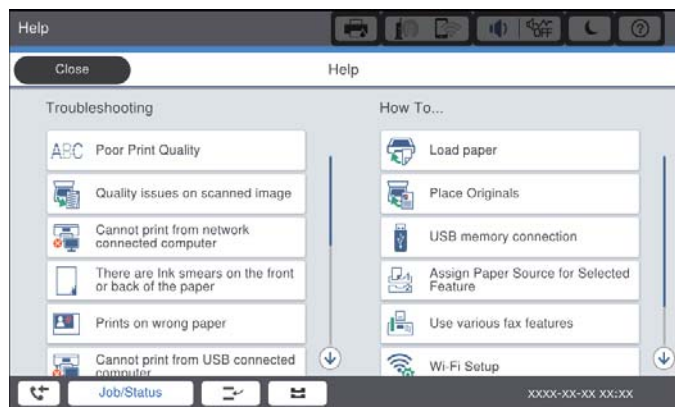 Help
OFF
Close
Help
Troubleshooting
ABC Poor Print Quality
Quality issues on scanned image
Cannot print from network
connected computer
There are Ink smears on the front
or back of the paper
Prints on wrong paper
Cannot print from USB connected
computer
How To...
Load paper
Place Originals
USB memory connection
Assign Paper Source for Selected
Feature
Use various fax features
Wi-Fi Setup
Job/Status
XXXX-XX-XX XX:XX